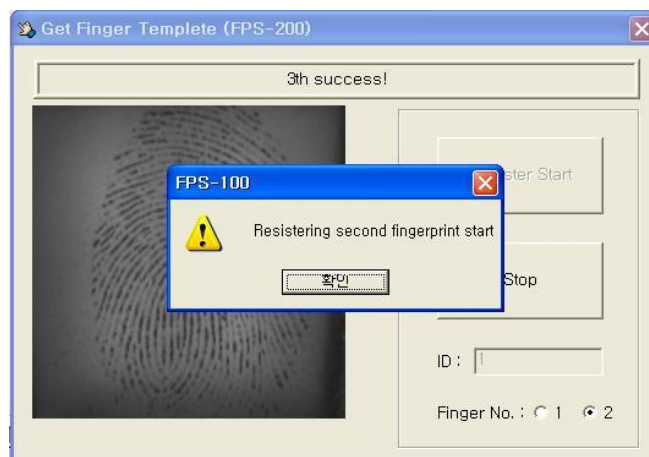 Get Finger Templete (FPS-200)
3th success!
FPS-100
ster Start
Resistering second fingerprint start
확인
Stop
ID : 1
Finger No. : 1 2